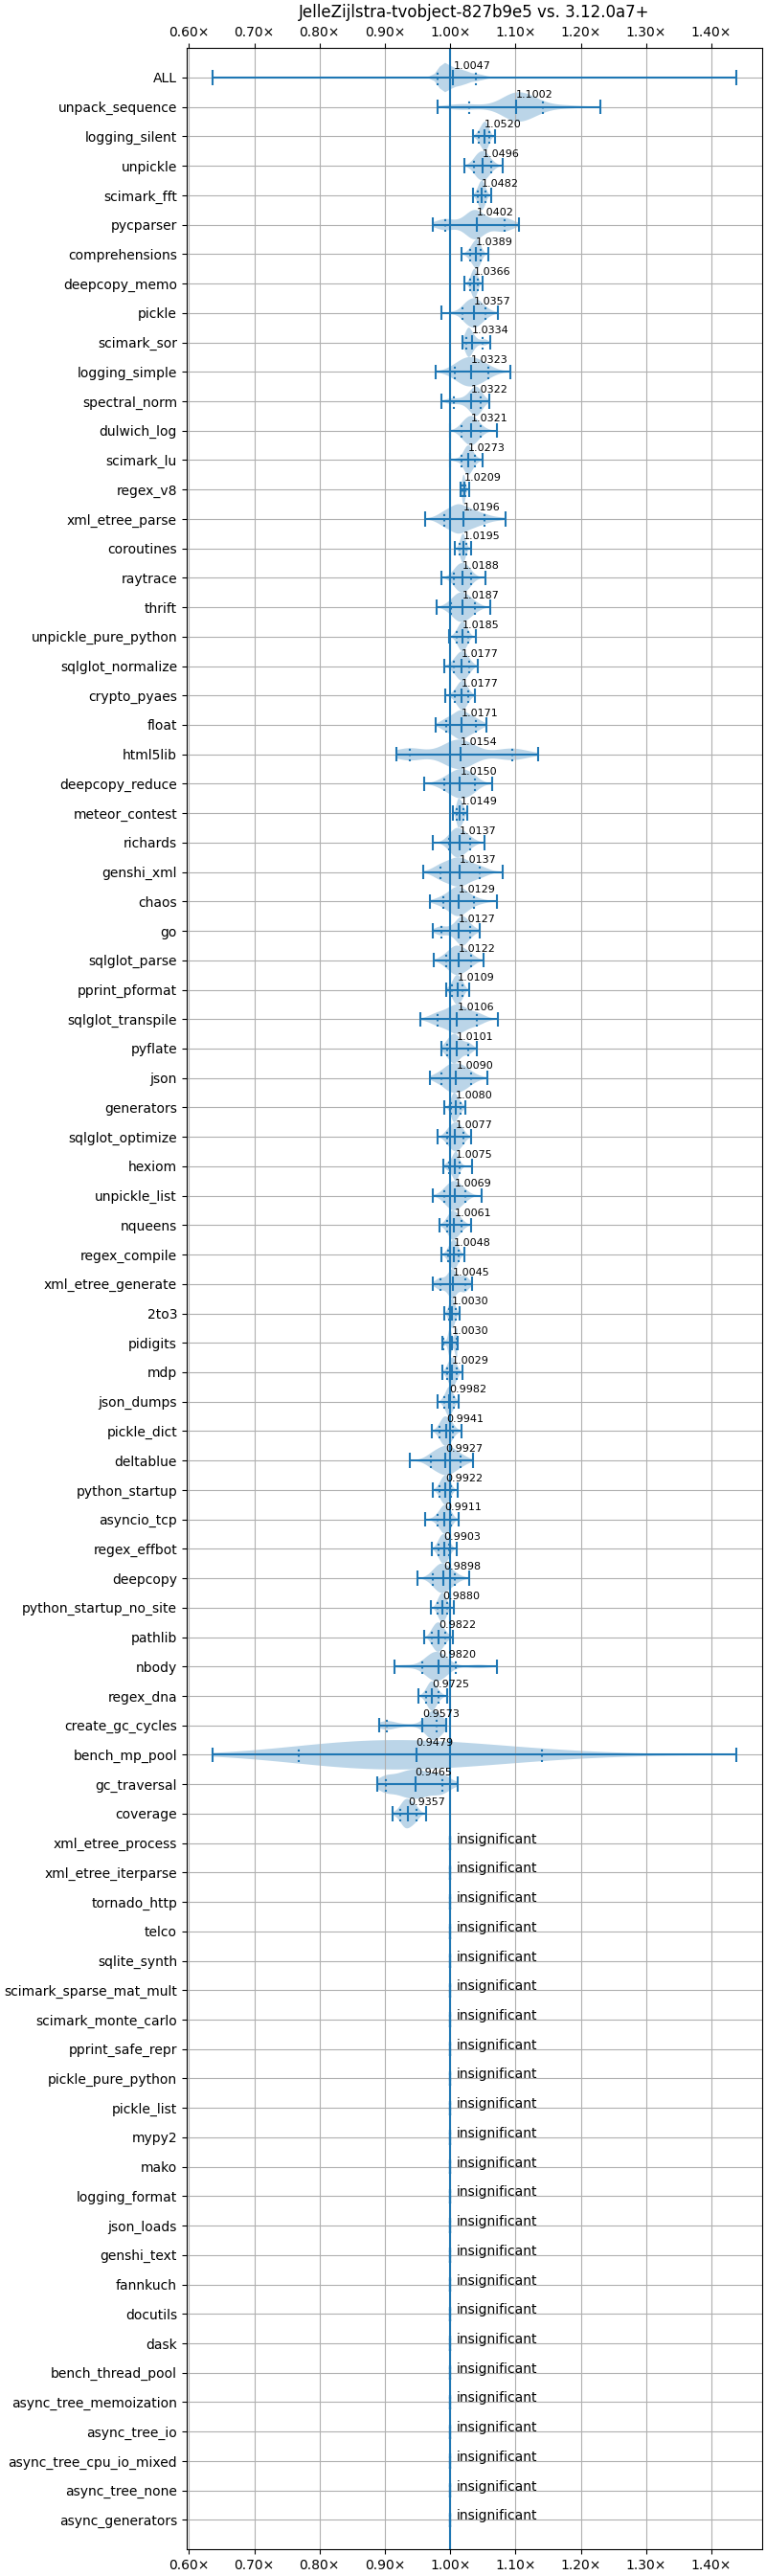 JelleZijlstra-tvobject-827b9e5 vs. 3.12.0a7+
0.60× 0.70× 0.80× 0.90× 1.00× 1.10× 1.20× 1.30× 1.40×
ALL 1.0047
unpack_sequence 1.1002
logging_silent 1.0520
unpickle 1.0496
scimark_fft 1.0482
pycparser 1.0402
comprehensions 1.0389
deepcopy_memo 1.0366
pickle 1.0357
scimark_sor 1.0334
logging_simple 1.0323
spectral_norm 1.0322
dulwich_log 1.0321
scimark_lu 1.0273
regex_v8 1.0209
xml_etree_parse 1.0196
coroutines 1.0195
raytrace 1.0188
thrift 1.0187
unpickle_pure_python 1.0185
sqlglot_normalize 1.0177
crypto_pyaes 1.0177
float 1.0171
html5lib 1.0154
deepcopy_reduce 1.0150
meteor_contest 1.0149
richards 1.0137
genshi_xml 1.0137
chaos 1.0129
go 1.0127
sqlglot_parse 1.0122
pprint_pformat 1.0109
sqlglot_transpile 1.0106
pyflate 1.0101
json 1.0090
generators 1.0080
sqlglot_optimize 1.0077
hexiom 1.0075
unpickle_list 1.0069
nqueens 1.0061
regex_compile 1.0048
xml_etree_generate 1.0045
2to3 1.0030
pidigits 1.0030
mdp 1.0029
json_dumps 0.9982
pickle_dict 0.9941
deltablue 0.9927
python_startup 0.9922
asyncio_tcp 0.9911
regex_effbot 0.9903
deepcopy 0.9898
python_startup_no_site 0.9880
pathlib 0.9822
nbody 0.9820
regex_dna 0.9725
create_gc_cycles 0.9573
bench_mp_pool 0.9479
gc_traversal 0.9465
coverage 0.9357
xml_etree_process insignificant
xml_etree_iterparse insignificant
tornado_http insignificant
telco insignificant
sqlite_synth insignificant
scimark_sparse_mat_mult insignificant
scimark_monte_carlo insignificant
pprint_safe_repr insignificant
pickle_pure_python insignificant
pickle_list insignificant
mypy2 insignificant
mako insignificant
logging_format insignificant
json_loads insignificant
genshi_text insignificant
fannkuch insignificant
docutils insignificant
dask insignificant
bench_thread_pool insignificant
async_tree_memoization insignificant
async_tree_io insignificant
async_tree_cpu_io_mixed insignificant
async_tree_none insignificant
async_generators insignificant
0.60× 0.70× 0.80× 0.90× 1.00× 1.10× 1.20× 1.30× 1.40×